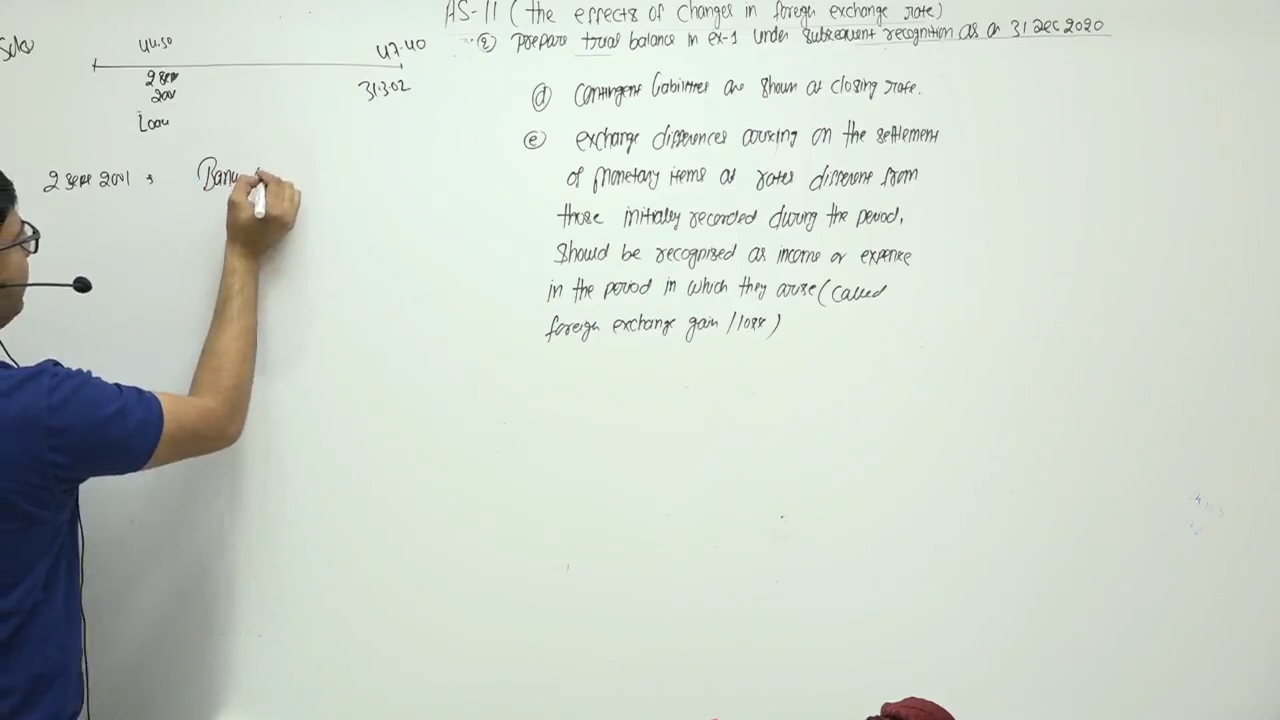 AS-11 (the effects of changes in foreign exchange rate)
Q) Prepare trial balance in ex-1 under subsequent recognition as on 31 Dec 2020
Soln
44.50
47.40
2 Sept
2001
31.3.02
Loan
2 Sept 2001
Bank
(d) Contingent liabilities are shown at closing rate.
(e) exchange differences arising on the settlement
of monetary items at rates different from
those initially recorded during the period,
should be recognised as income or expense
in the period in which they arise (called
foreign exchange gain / loss)